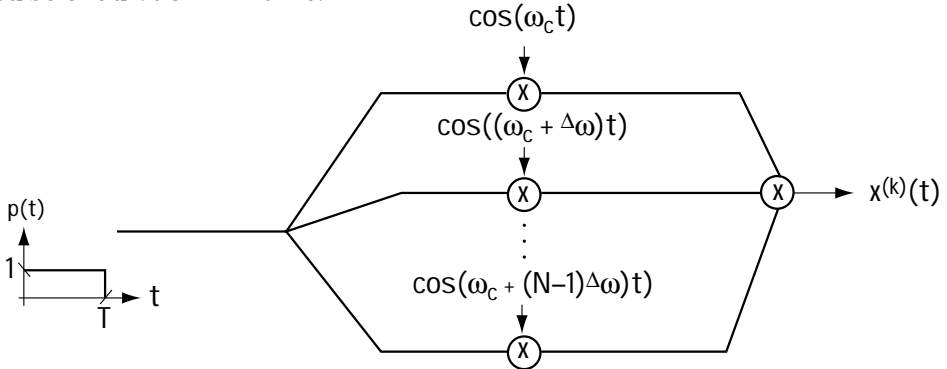 cos(ω_c t)
X
cos((ω_c + Δω)t)
X
X
x^(k)(t)
p(t)
1
t
T
cos(ω_c + (N–1)Δω)t)
X